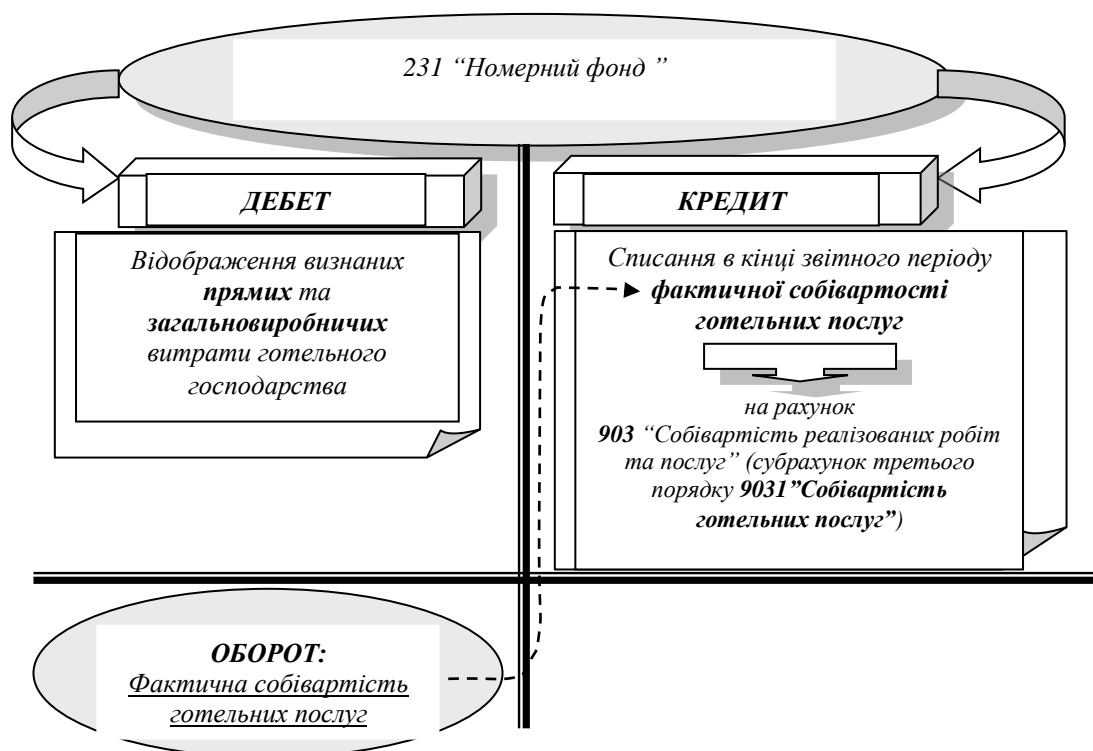 231 “Номерний фонд ”
ДЕБЕТ
Відображення визнаних
прямих та
загальновиробничих
витрати готельного
господарства
КРЕДИТ
Списання в кінці звітного періоду
фактичної собівартості
готельних послуг
на рахунок
903 “Собівартість реалізованих робіт
та послуг” (субрахунок третього
порядку 9031”Собівартість
готельних послуг”)
ОБОРОТ:
Фактична собівартість
готельних послуг